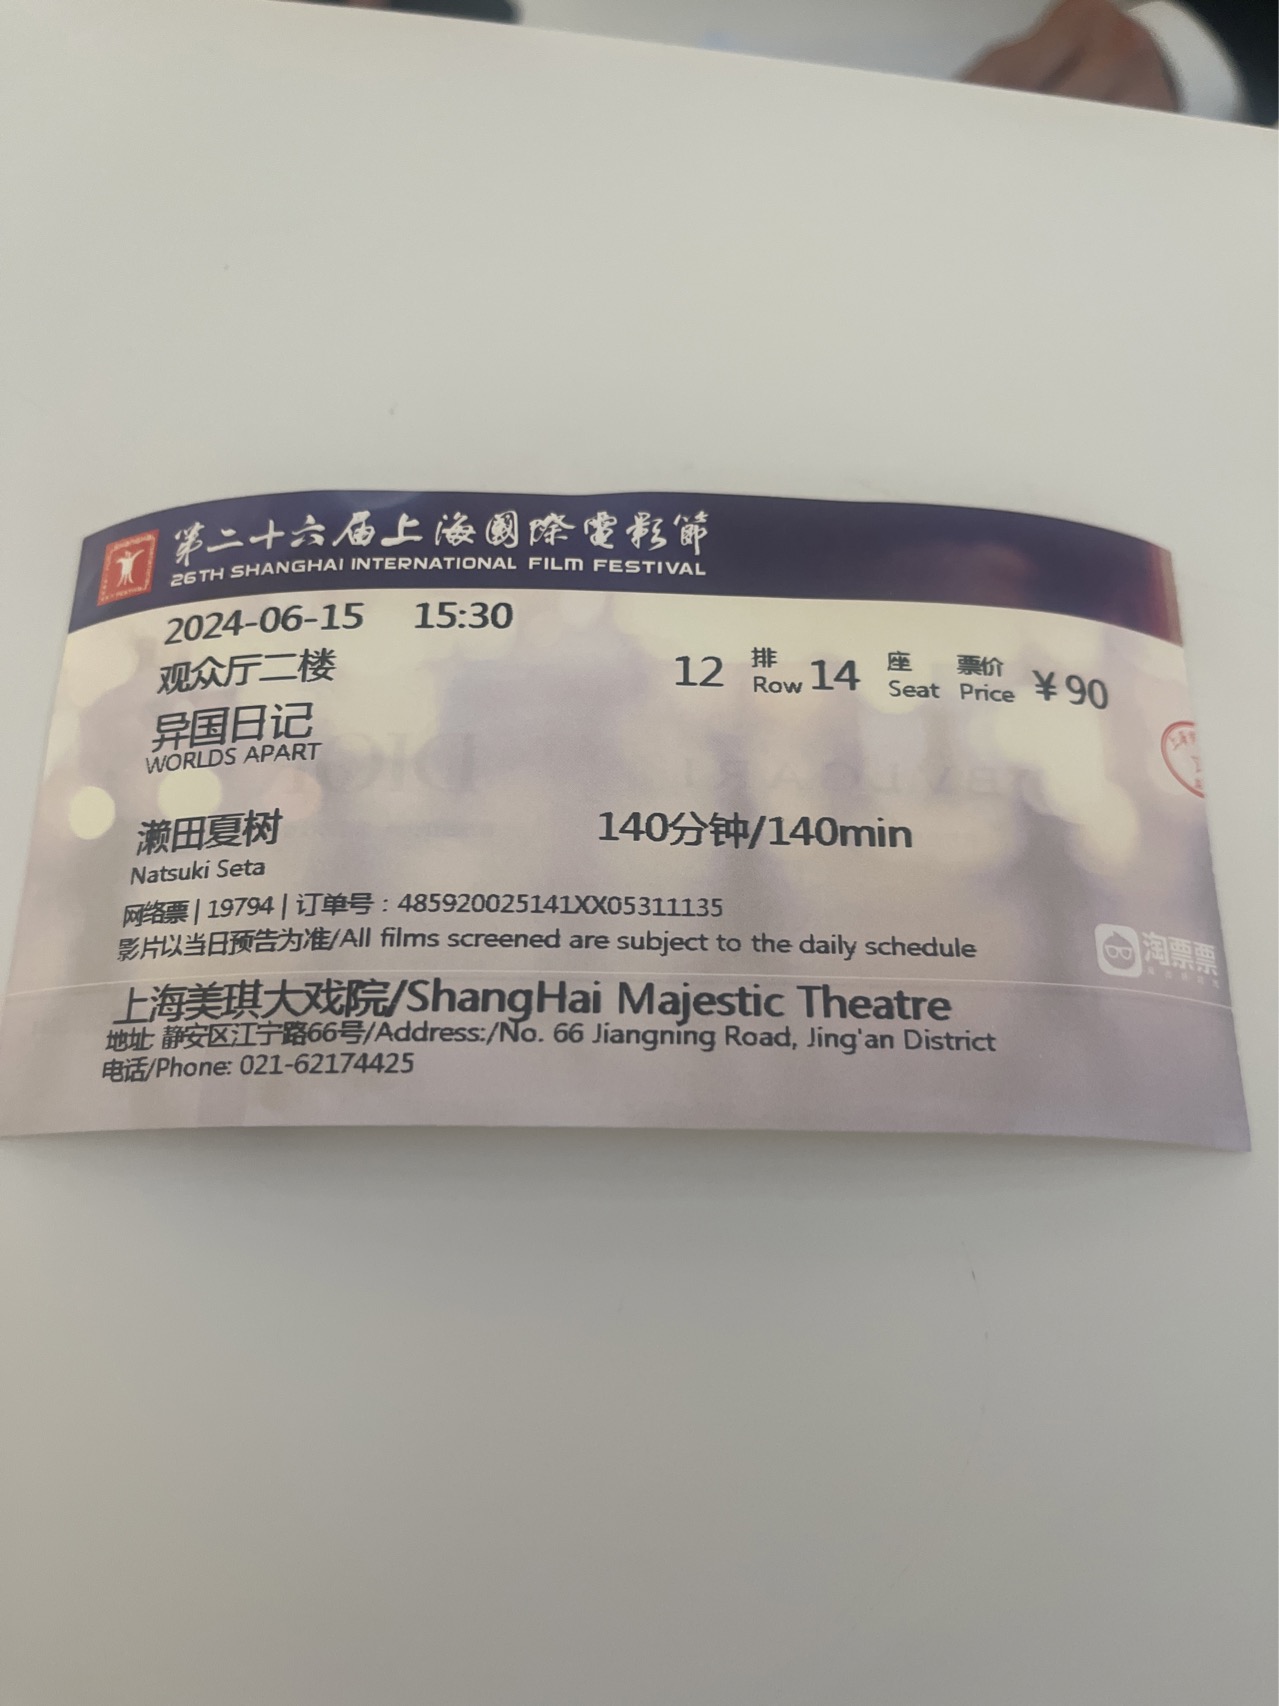 第二十六届上海國際電影節
26TH SHANGHAI INTERNATIONAL FILM FESTIVAL
2024-06-15 15:30
观众厅二楼
12 排 Row 14 座 Seat 票价 Price ¥90
异国日记
WORLDS APART
濑田夏树
Natsuki Seta
140分钟/140min
网络票 | 19794 | 订单号：485920025141XX05311135
影片以当日预告为准/All films screened are subject to the daily schedule
淘票票
上海美琪大戏院/ShangHai Majestic Theatre
地址: 静安区江宁路66号/Address:/No. 66 Jiangning Road, Jing'an District
电话/Phone: 021-62174425